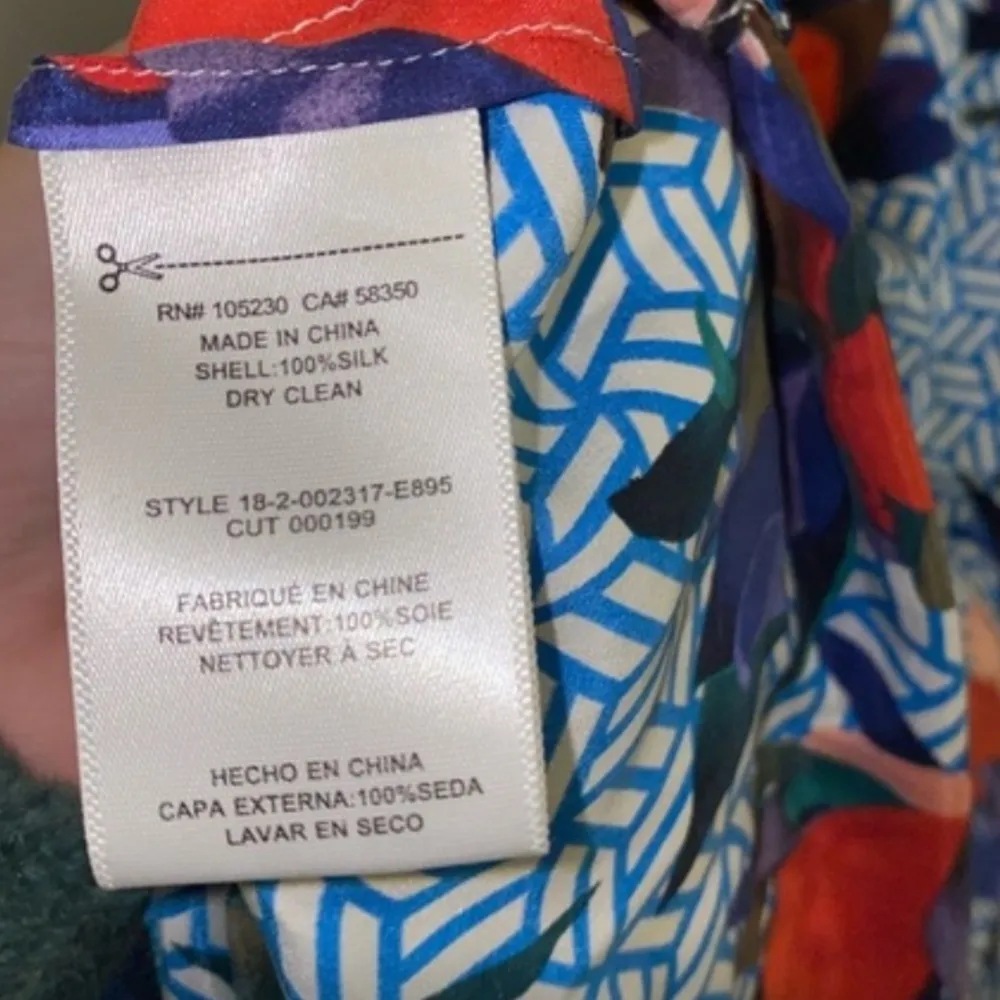 RN# 105230 CA# 58350
MADE IN CHINA
SHELL:100%SILK
DRY CLEAN
STYLE 18-2-002317-E895
CUT 000199
FABRIQUÉ EN CHINE
REVÊTEMENT:100%SOIE
NETTOYER À SEC
HECHO EN CHINA
CAPA EXTERNA:100%SEDA
LAVAR EN SECO